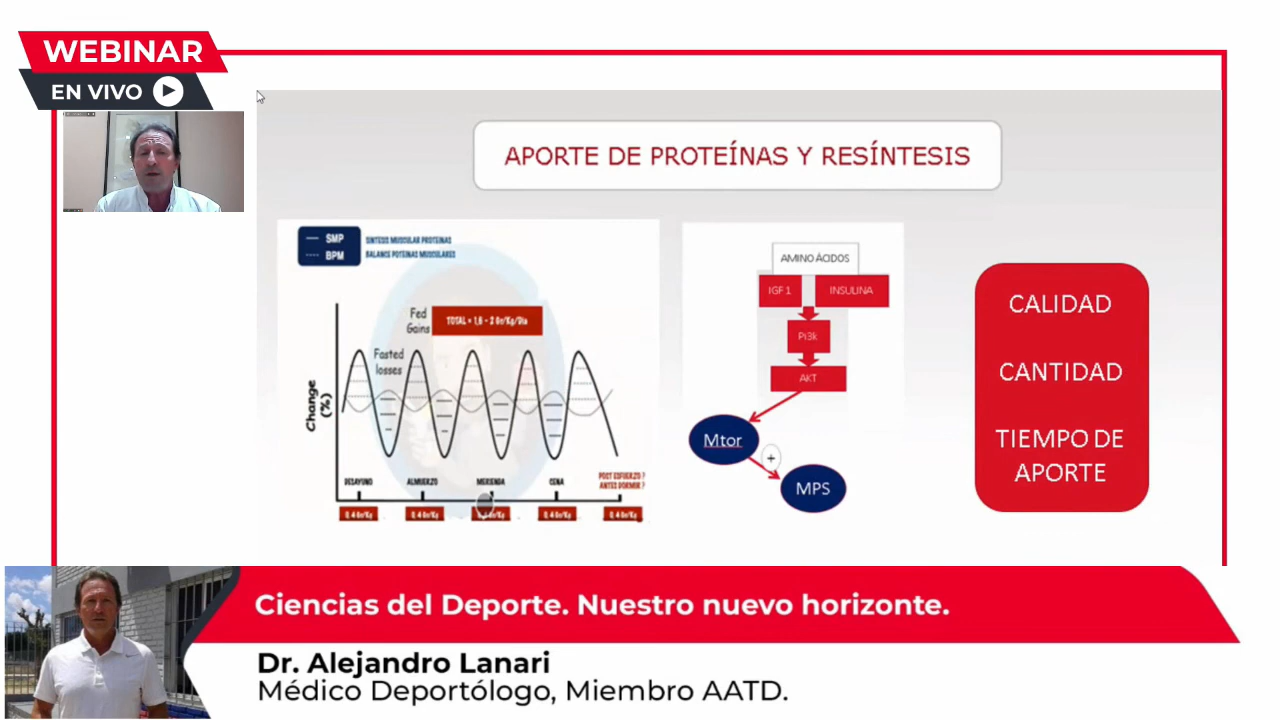 WEBINAR
EN VIVO
APORTE DE PROTEÍNAS Y RESÍNTESIS
SMP
BPM
SINTESIS MUSCULAR PROTEINAS
BALANCE POTEINAS MUSCULARES
Fed
Gains
TOTAL = 1,6 - 2 Gr/Kg/Día
Fasted
losses
Change
(%)
DESAYUNO
ALMUERZO
MERIENDA
CENA
POST ESFUERZO ?
ANTES DORMIR ?
0, 4 Gr/Kg
0, 4 Gr/Kg
Gr/Kg
0, 4 Gr/Kg
0, 4 Gr/Kg
AMINO ÁCIDOS
IGF 1
INSULINA
Pi3k
AKT
Mtor
+
MPS
CALIDAD
CANTIDAD
TIEMPO DE
APORTE
Ciencias del Deporte. Nuestro nuevo horizonte.
Dr. Alejandro Lanari
Médico Deportólogo, Miembro AATD.